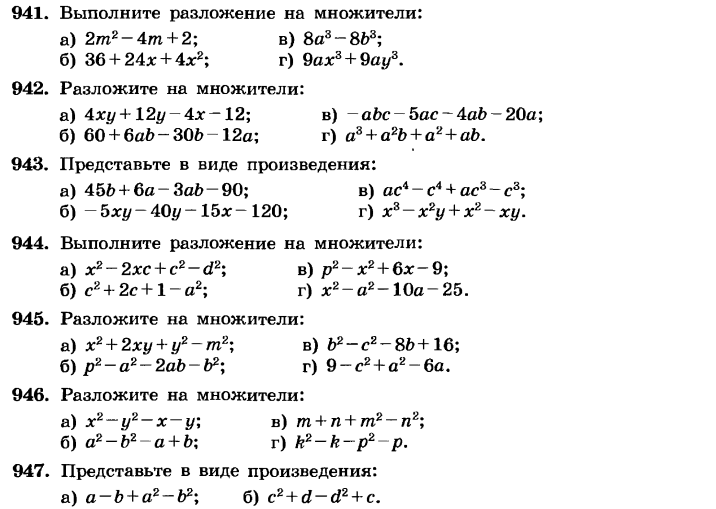 941. Выполните разложение на множители:
а) 2m² – 4m + 2; в) 8a³ – 8b³;
б) 36 + 24x + 4x²; г) 9ax³ + 9ay³.
942. Разложите на множители:
а) 4xy + 12y – 4x – 12; в) –abc – 5ac – 4ab – 20a;
б) 60 + 6ab – 30b – 12a; г) a³ + a²b + a² + ab.
943. Представьте в виде произведения:
а) 45b + 6a – 3ab – 90; в) ac⁴ – c⁴ + ac³ – c³;
б) –5xy – 40y – 15x – 120; г) x³ – x²y + x² – xy.
944. Выполните разложение на множители:
а) x² – 2xc + c² – d²; в) p² – x² + 6x – 9;
б) c² + 2c + 1 – a²; г) x² – a² – 10a – 25.
945. Разложите на множители:
а) x² + 2xy + y² – m²; в) b² – c² – 8b + 16;
б) p² – a² – 2ab – b²; г) 9 – c² + a² – 6a.
946. Разложите на множители:
а) x² – y² – x – y; в) m + n + m² – n²;
б) a² – b² – a + b; г) k² – k – p² – p.
947. Представьте в виде произведения:
а) a – b + a² – b²; б) c² + d – d² + c.